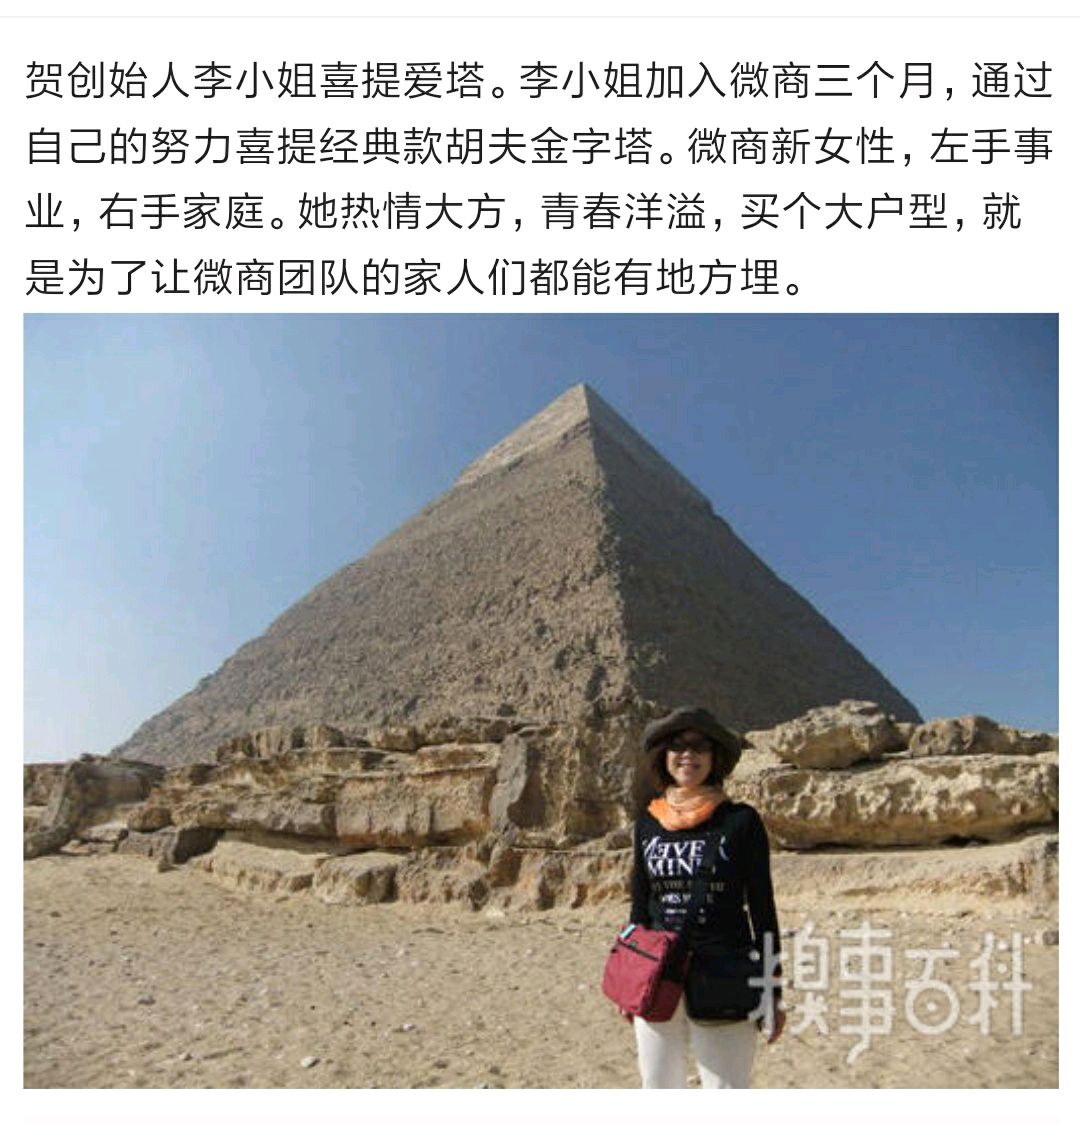 贺创始人李小姐喜提爱塔。李小姐加入微商三个月，通过
自己的努力喜提经典款胡夫金字塔。微商新女性，左手事
业，右手家庭。她热情大方，青春洋溢，买个大户型，就
是为了让微商团队的家人们都能有地方埋。
MIN
糗事百科